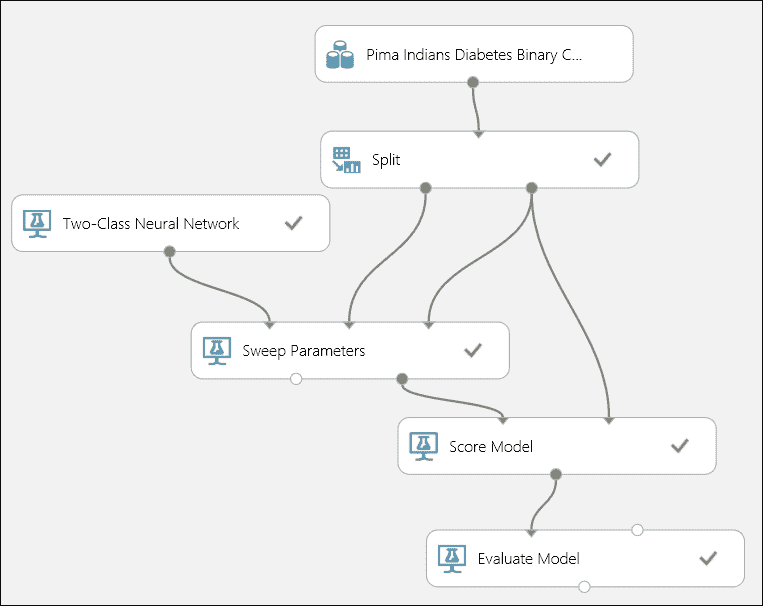 Pima Indians Diabetes Binary C...
Split
Two-Class Neural Network
Sweep Parameters
Score Model
Evaluate Model